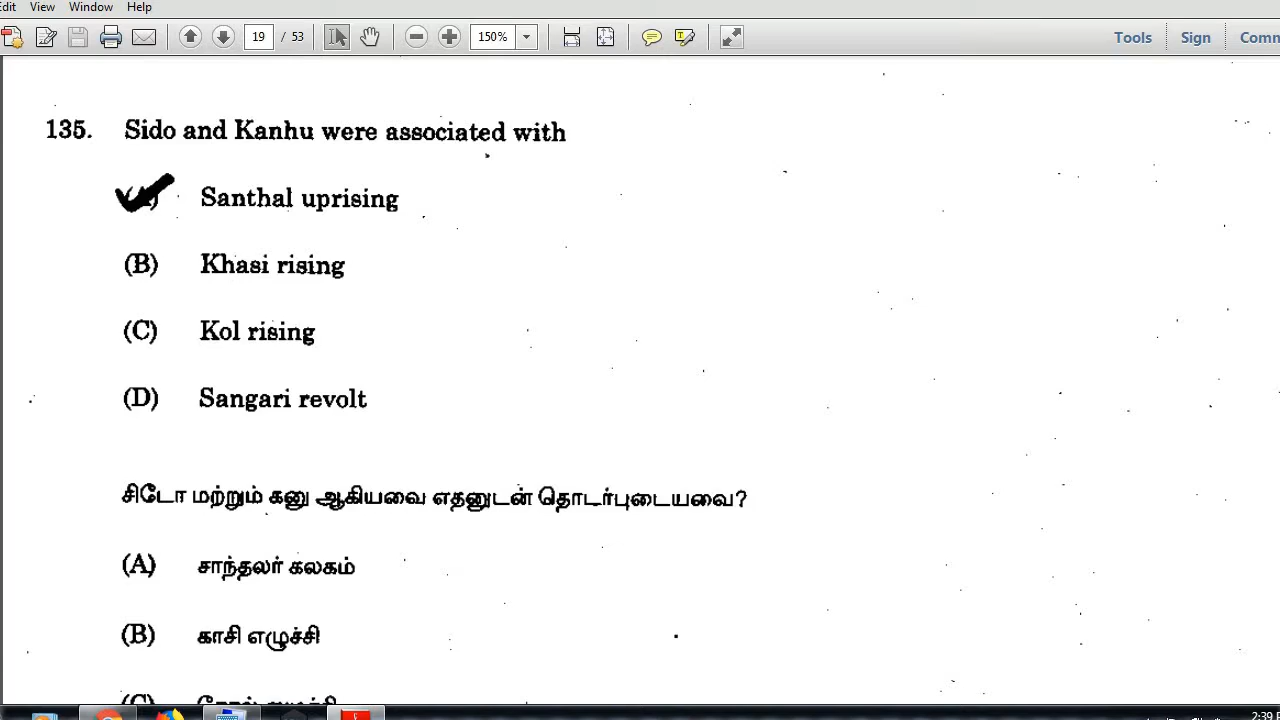 Edit View Window Help
19 / 53 150% Tools Sign
135. Sido and Kanhu were associated with
Santhal uprising
(B) Khasi rising
(C) Kol rising
(D) Sangari revolt
சிடோ மற்றும் கனு ஆகியவை எதனுடன் தொடர்புடையவை?
(A) சாந்தலர் கலகம்
(B) காசி எழுச்சி